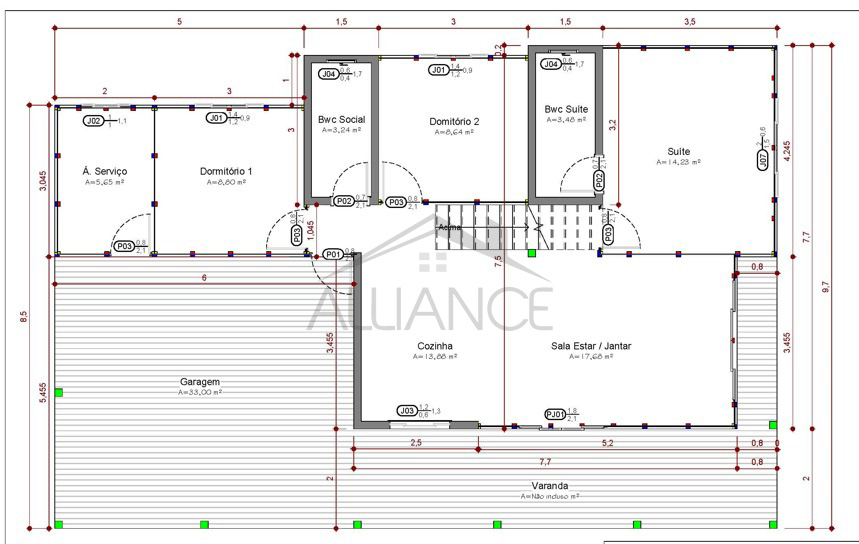 5
1,5
3
1,5
3,5
0,2
J04
0,6
0,4
1,7
J01
1,4
1,2
0,9
J04
0,6
0,4
1,7
1
2
3
J02
1
1
1,1
J01
1,4
1,2
0,9
3
Bwc Social
A=3,24 m²
Domitório 2
A=8,64 m²
Bwc Suíte
A=3,48 m²
3,2
Suíte
A=14,23 m²
J07
2
1,5
0,6
4,245
Á. Serviço
A=5,65 m²
Dormitório 1
A=8,80 m²
3,045
P02
0,7
2,1
P03
0,8
2,1
P02
0,7
2,1
P03
0,8
2,1
P03
0,8
2,1
1,045
Acima
P03
0,8
2,1
P01
0,8
2,1
7,5
7,7
9,7
6
0,8
8,5
ALLIANCE
Cozinha
A=13,88 m²
Sala Estar / Jantar
A=17,68 m²
3,455
3,455
5,455
Garagem
A=33,00 m²
J03
1,2
0,6
1,3
PJ01
1,8
2,1
2,5
5,2
0,8
0
7,7
0,8
2
2
Varanda
A=Não incluso m²